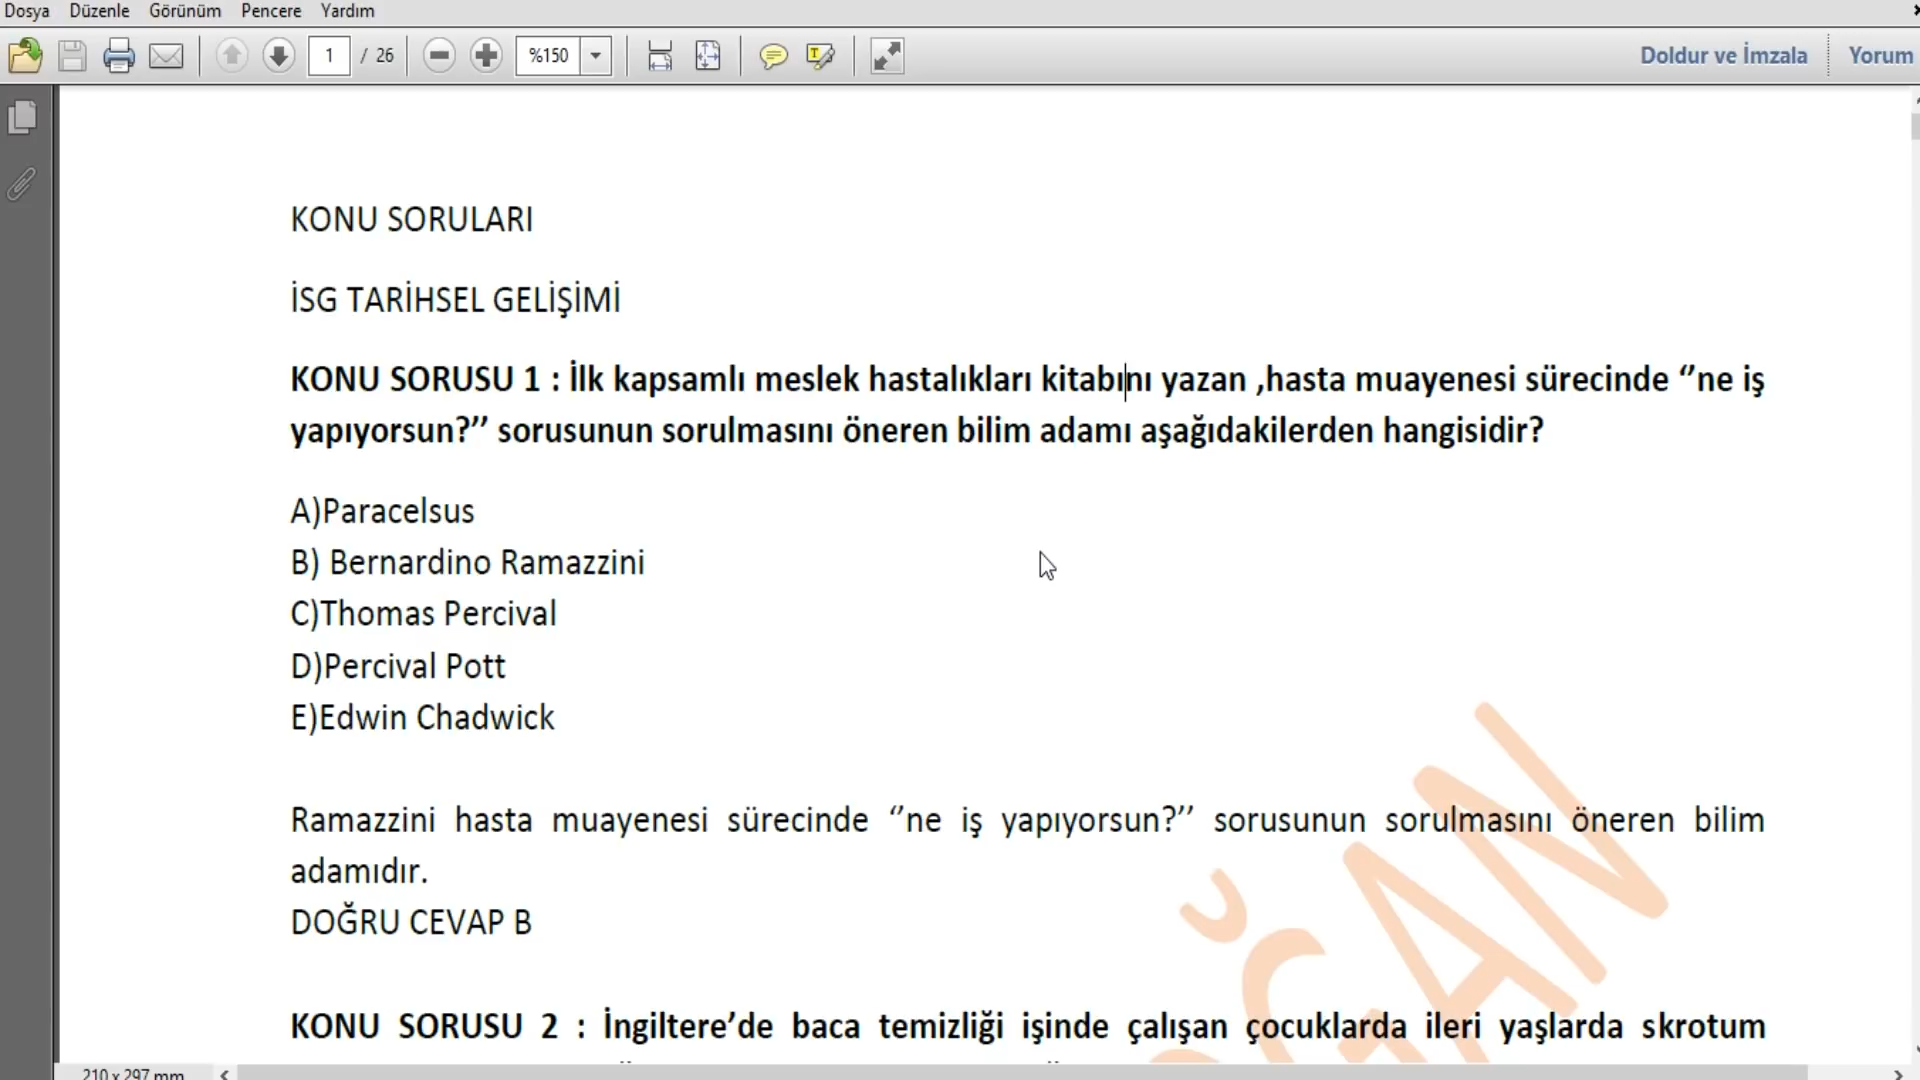 Dosya Düzenle Görünüm Pencere Yardım
1 / 26 %150 Doldur ve İmzala Yorum
KONU SORULARI
İSG TARİHSEL GELİŞİMİ
KONU SORUSU 1 : İlk kapsamlı meslek hastalıkları kitabını yazan ,hasta muayenesi sürecinde ‘’ne iş
yapıyorsun?’’ sorusunun sorulmasını öneren bilim adamı aşağıdakilerden hangisidir?
A)Paracelsus
B) Bernardino Ramazzini
C)Thomas Percival
D)Percival Pott
E)Edwin Chadwick
Ramazzini hasta muayenesi sürecinde ‘’ne iş yapıyorsun?’’ sorusunun sorulmasını öneren bilim
adamıdır.
DOĞRU CEVAP B
KONU SORUSU 2 : İngiltere’de baca temizliği işinde çalışan çocuklarda ileri yaşlarda skrotum
210 x 297 mm